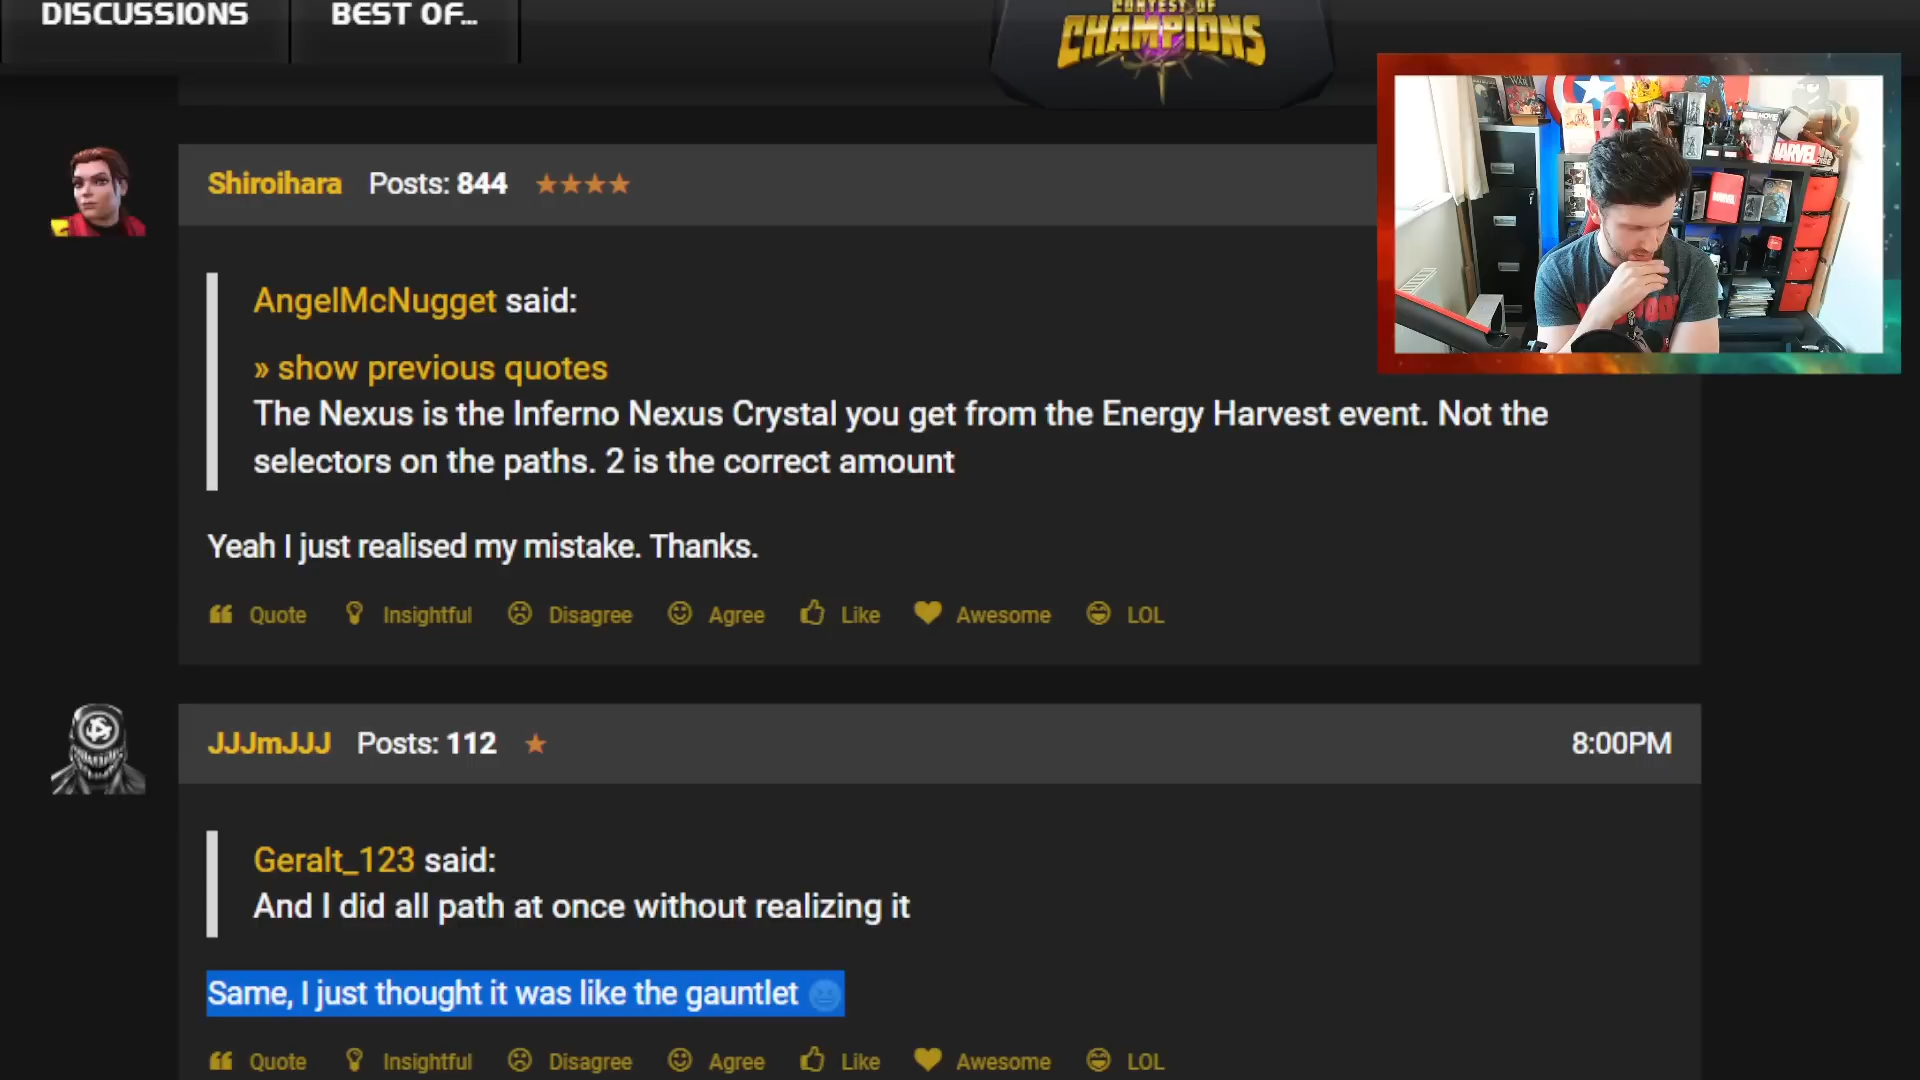 DISCUSSIONS
BEST OF...
CONTEST OF
CHAMPIONS
Shiroihara Posts: 844
AngelMcNugget said:
» show previous quotes
The Nexus is the Inferno Nexus Crystal you get from the Energy Harvest event. Not the
selectors on the paths. 2 is the correct amount
Yeah I just realised my mistake. Thanks.
Quote Insightful Disagree Agree Like Awesome LOL
JJJmJJJ Posts: 112
8:00PM
Geralt_123 said:
And I did all path at once without realizing it
Same, I just thought it was like the gauntlet
Quote Insightful Disagree Agree Like Awesome LOL
MARVEL
MARVEL